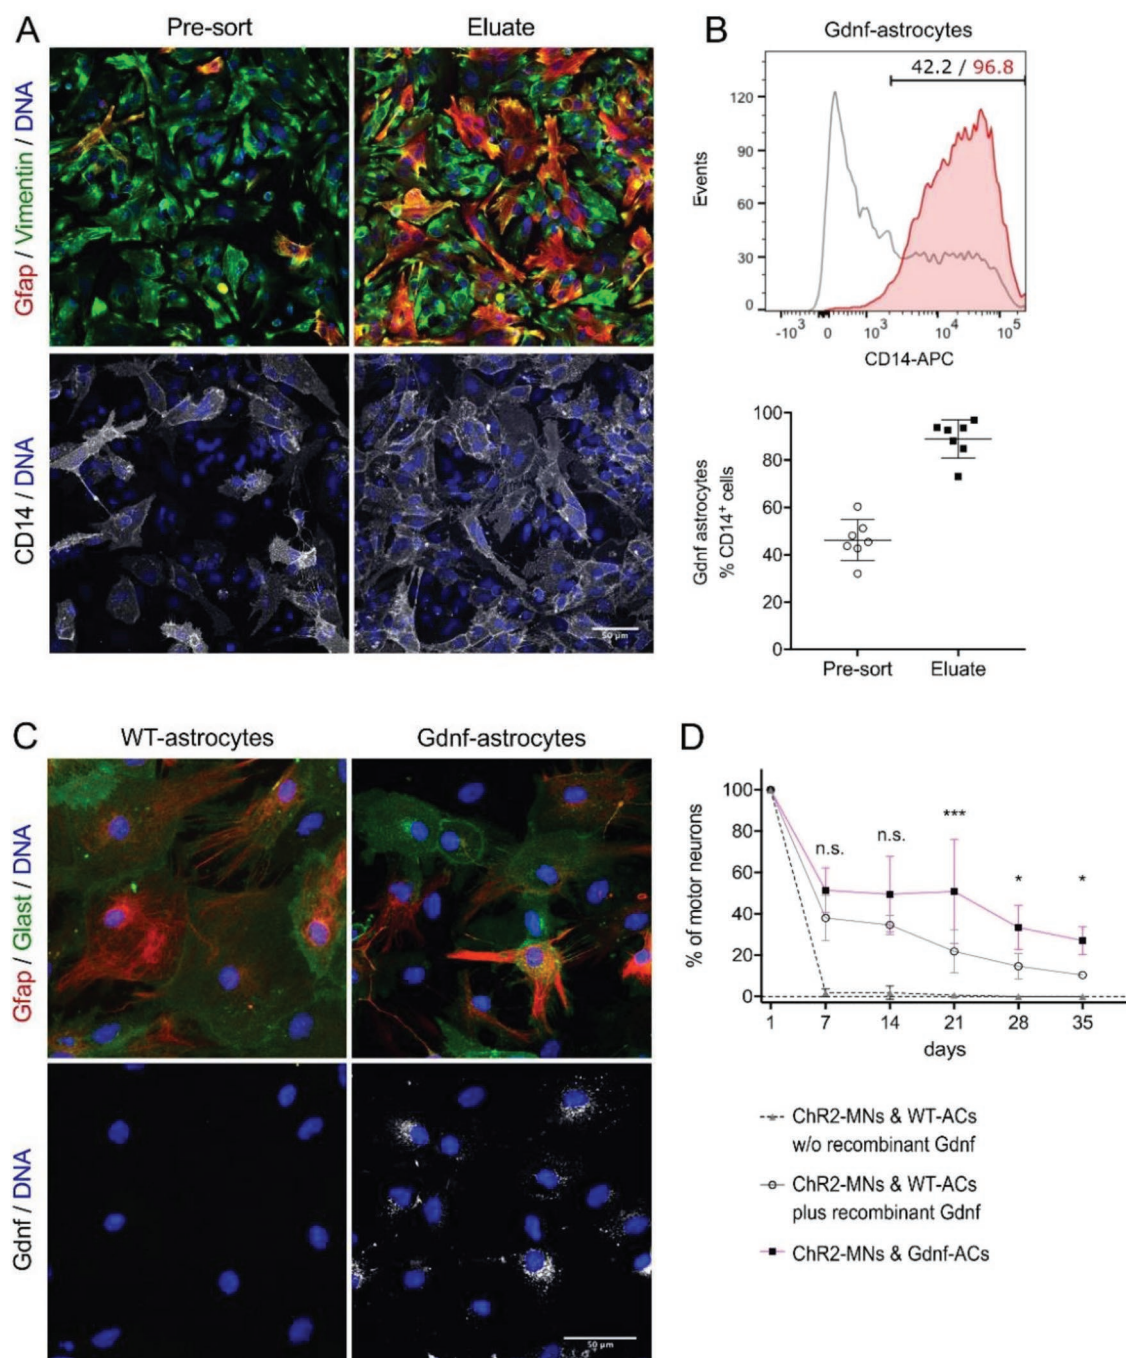 A
Pre-sort
Eluate
Gfap / Vimentin / DNA
CD14 / DNA
50 µm
B
Gdnf-astrocytes
42.2 / 96.8
120
90
60
30
0
Events
-10³ 0 10³ 10⁴ 10⁵
CD14-APC
100
80
60
40
20
0
Gdnf astrocytes
% CD14⁺ cells
Pre-sort Eluate
C
WT-astrocytes
Gdnf-astrocytes
Gfap / Glast / DNA
Gdnf / DNA
50 µm
D
100
80
60
40
20
0
% of motor neurons
n.s. n.s. *** * *
1 7 14 21 28 35
days
ChR2-MNs & WT-ACs
w/o recombinant Gdnf
ChR2-MNs & WT-ACs
plus recombinant Gdnf
ChR2-MNs & Gdnf-ACs